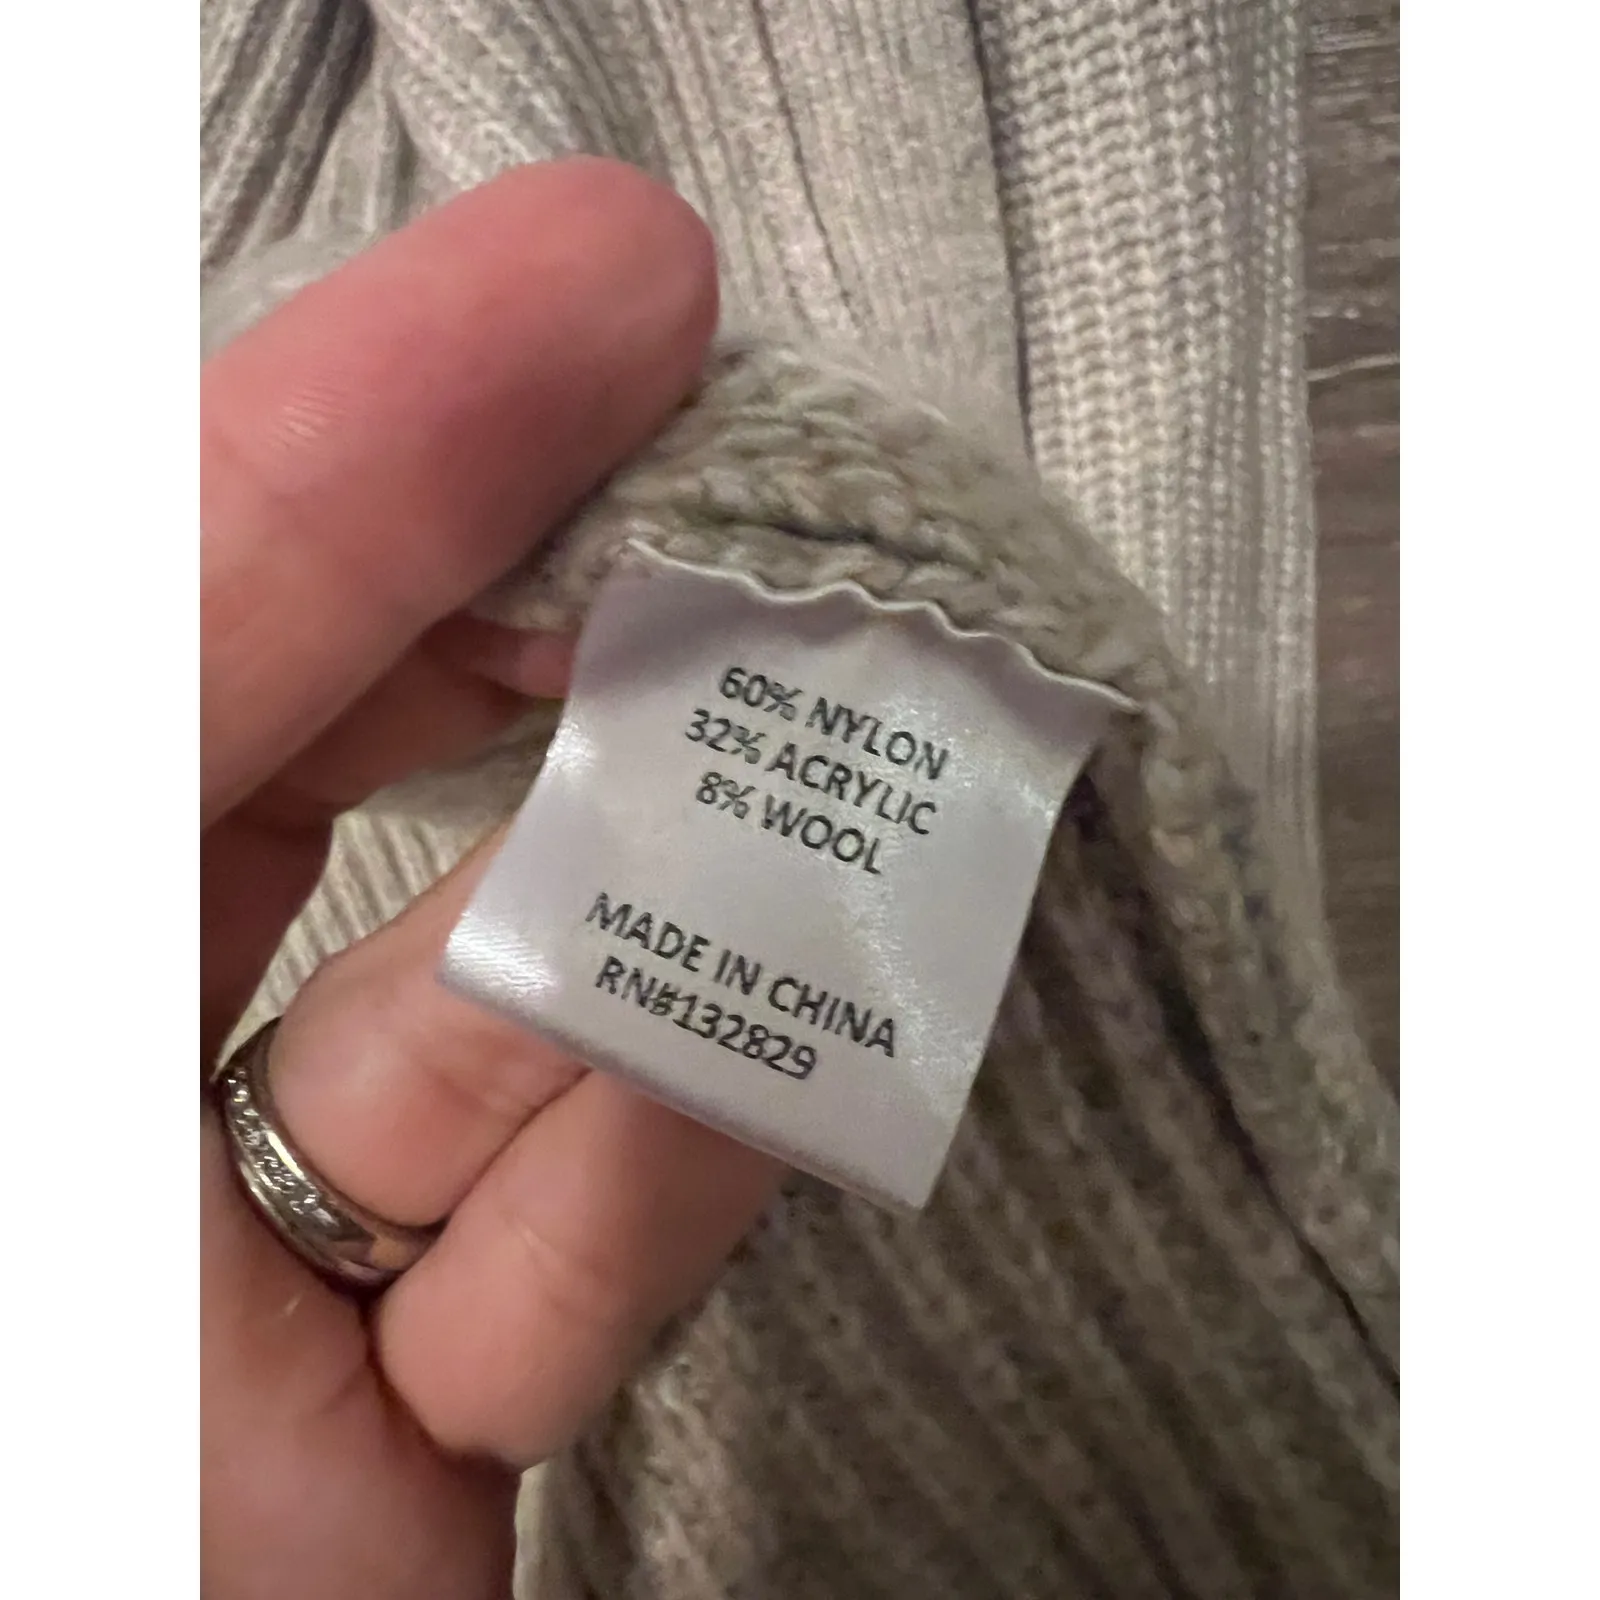 60% NYLON
32% ACRYLIC
8% WOOL
MADE IN CHINA
RN#132829